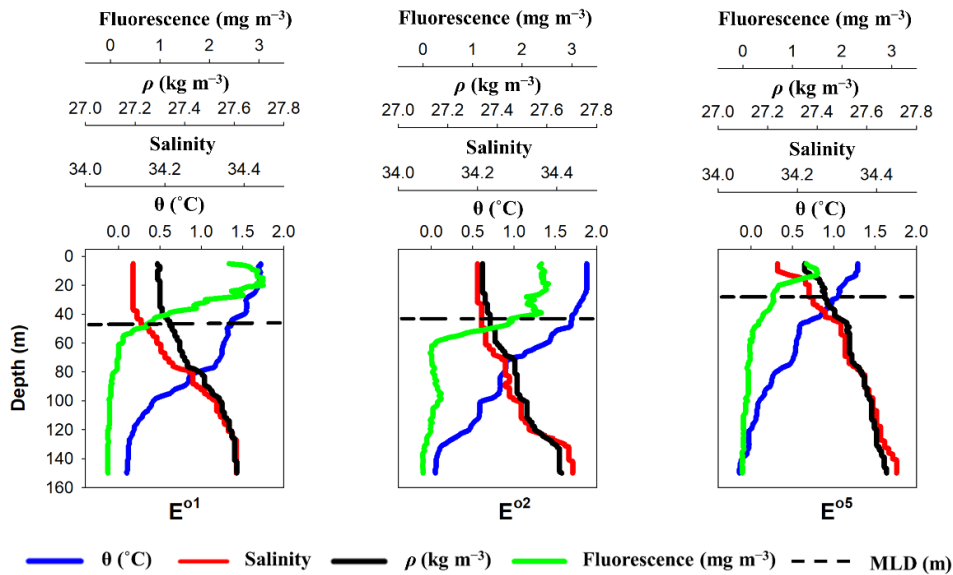 Fluorescence (mg m⁻³) Fluorescence (mg m⁻³) Fluorescence (mg m⁻³)
0 1 2 3 0 1 2 3 0 1 2 3
ρ (kg m⁻³) ρ (kg m⁻³) ρ (kg m⁻³)
27.0 27.2 27.4 27.6 27.8 27.0 27.2 27.4 27.6 27.8 27.0 27.2 27.4 27.6 27.8
Salinity Salinity Salinity
34.0 34.2 34.4 34.0 34.2 34.4 34.0 34.2 34.4
θ (˚C) θ (˚C) θ (˚C)
0.0 0.5 1.0 1.5 2.0 0.0 0.5 1.0 1.5 2.0 0.0 0.5 1.0 1.5 2.0
0
20
40
60
80
100
120
140
160
Depth (m)
E°¹ E°² E°⁵
θ (˚C) Salinity ρ (kg m⁻³) Fluorescence (mg m⁻³) MLD (m)